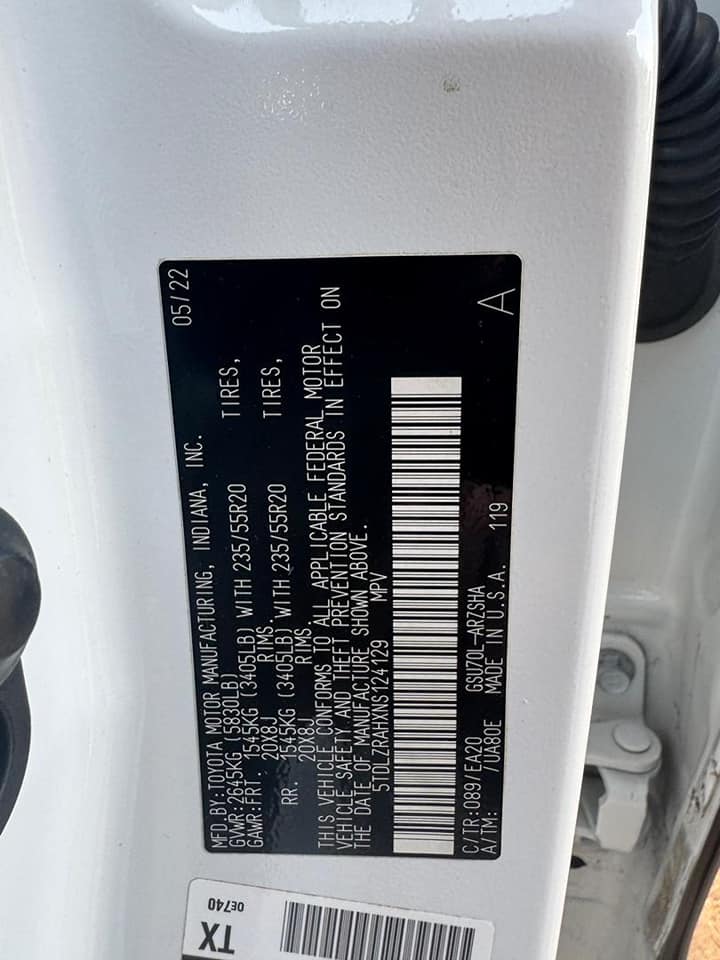 05/22
MFD.BY:TOYOTA MOTOR MANUFACTURING, INDIANA, INC.
GVWR:2645KG (5830LB)
GAWR:FRT. 1545KG (3405LB) WITH 235/55R20 TIRES,
20X8J RIMS.
RR. 1545KG (3405LB) WITH 235/55R20 TIRES,
20X8J RIMS
THIS VEHICLE CONFORMS TO ALL APPLICABLE FEDERAL MOTOR
VEHICLE SAFETY AND THEFT PREVENTION STANDARDS IN EFFECT ON
THE DATE OF MANUFACTURE SHOWN ABOVE.
5TDLZRAHXNS124129 MPV
C/TR:089/EA20 GSU70L-ARZSHA
A/TM: /UA80E MADE IN U.S.A. 119 A
TX
0E740